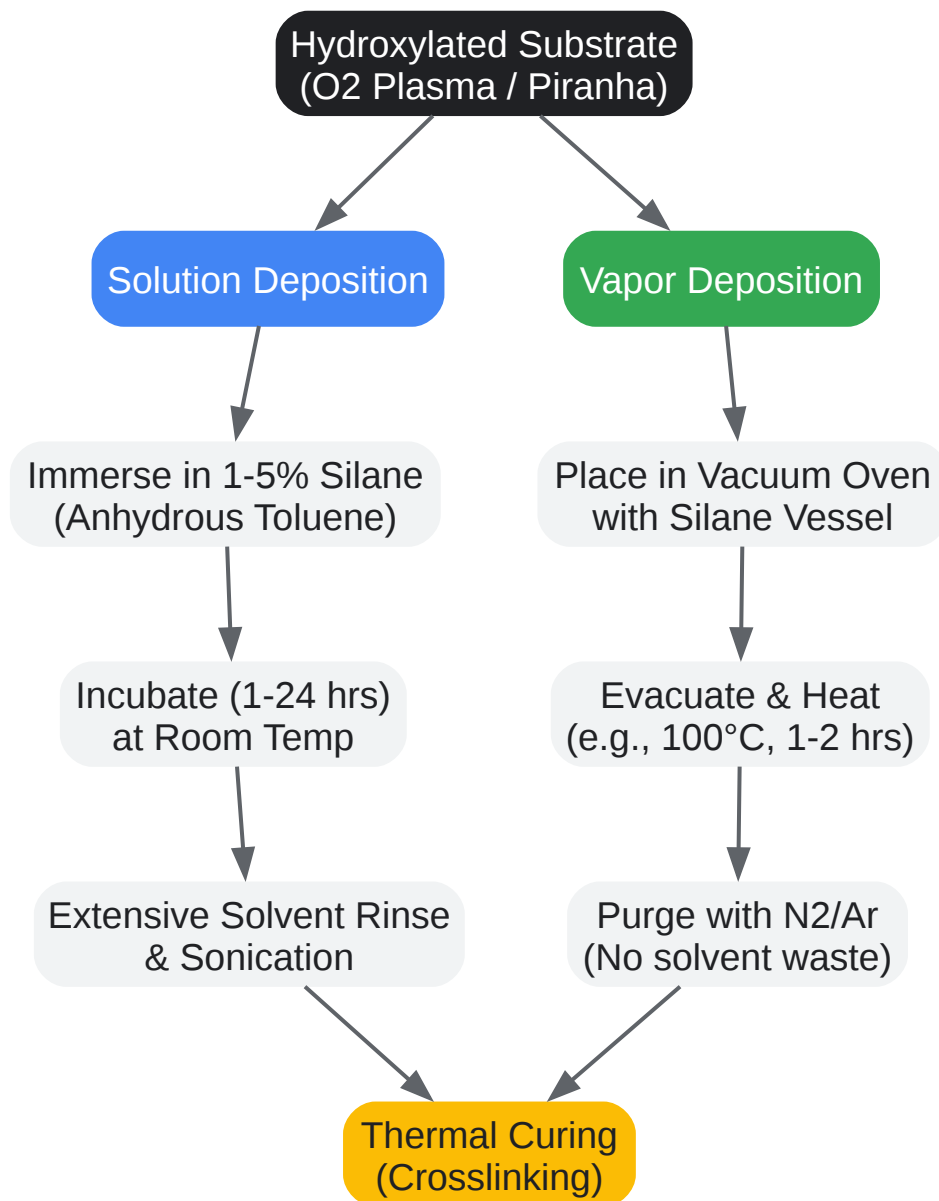 Hydroxylated Substrate
(O2 Plasma / Piranha)
Solution Deposition
Vapor Deposition
Immerse in 1-5% Silane
(Anhydrous Toluene)
Place in Vacuum Oven
with Silane Vessel
Incubate (1-24 hrs)
at Room Temp
Evacuate & Heat
(e.g., 100°C, 1-2 hrs)
Extensive Solvent Rinse
& Sonication
Purge with N2/Ar
(No solvent waste)
Thermal Curing
(Crosslinking)